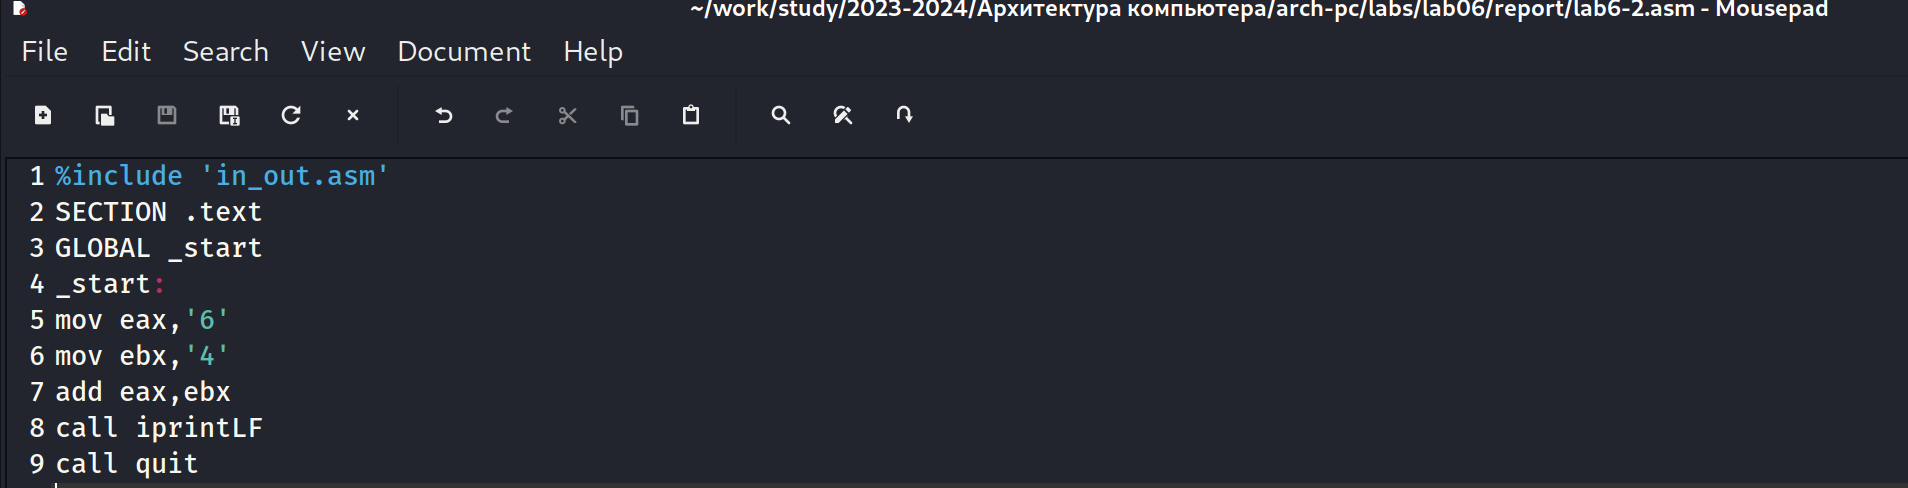 ~/work/study/2023-2024/Архитектура компьютера/arch-pc/labs/lab06/report/lab6-2.asm - Mousepad
File Edit Search View Document Help
1 %include 'in_out.asm'
2 SECTION .text
3 GLOBAL _start
4 _start:
5 mov eax,'6'
6 mov ebx,'4'
7 add eax,ebx
8 call iprintLF
9 call quit